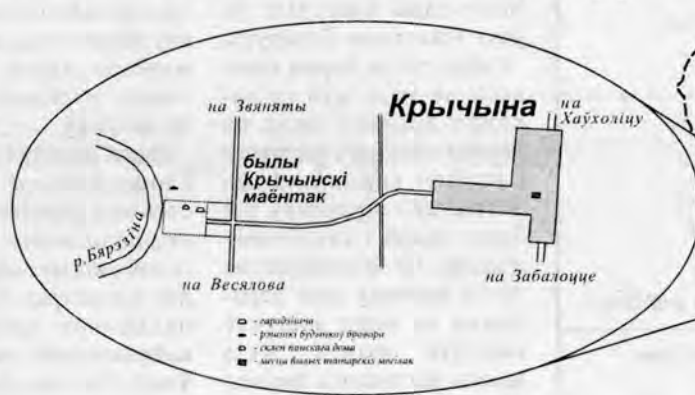 на Звяняты
Крычына
на
Хаўхоліцу
былы
Крычынскі
маёнтак
р.Бярэзіна
на Весялова
на Забалоцце
- гарадзішча
- рэшткі будынкаў бровара
- склеп панскага дома
- месца былых татарскіх могілак